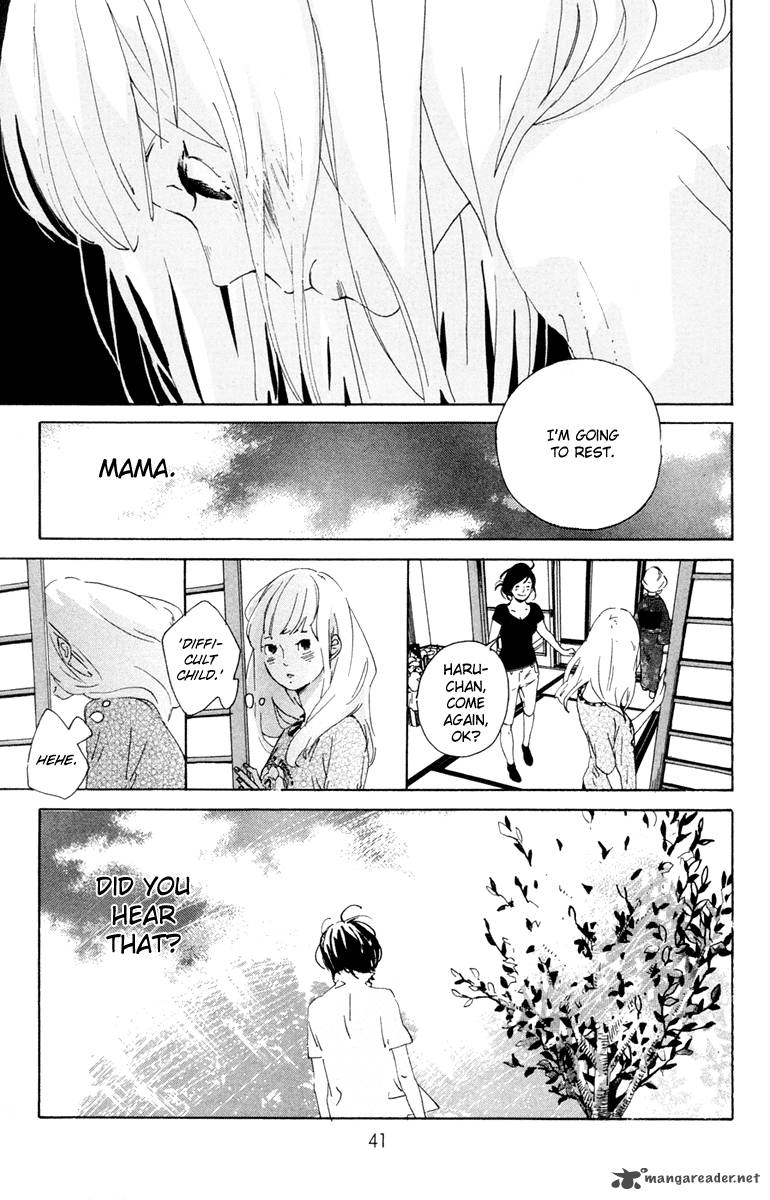 I'M GOING
TO REST.
MAMA.
HARU-
CHAN,
COME
AGAIN,
OK?
'DIFFI-
CULT
CHILD.'
HEHE.
DID YOU
HEAR
THAT?
41
mangareader.net